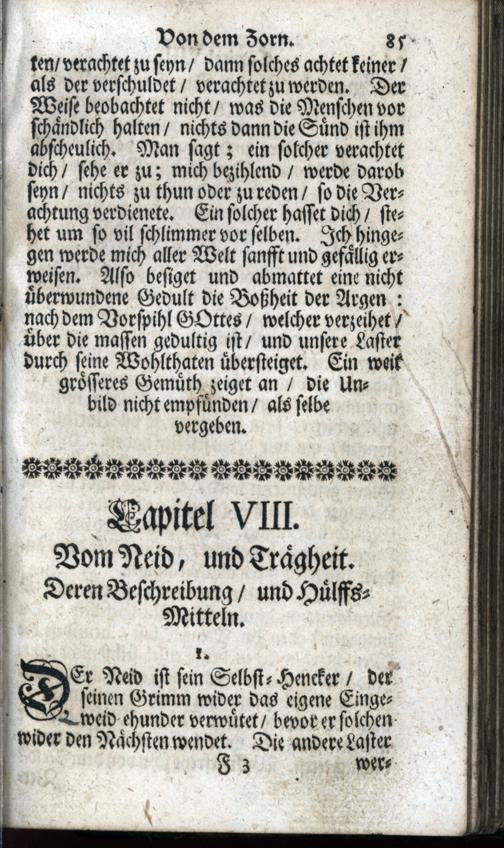 Von dem Zorn. 85
ten/ verachtet zu seyn / dann solches achtet keiner /
als der verschuldet / verachtet zu werden. Der
Weise beobachtet nicht / was die Menschen vor
schändlich halten / nichts dann die Sünd ist ihm
abscheulich. Man sagt ; ein solcher verachtet
dich / sehe er zu ; mich bezihlend / werde darob
seyn / nichts zu thun oder zu reden / so die Ver-
achtung verdienete. Ein solcher hasset dich / ste-
het um so vil schlimmer vor selben. Ich hinge-
gen werde mich aller Welt sanfft und gefällig er-
weisen. Also besiget und abmattet eine nicht
überwundene Gedult die Boßheit der Argen :
nach dem Vorspihl GOttes / welcher verzeihet /
über die massen gedultig ist / und unsere Laster
durch seine Wohlthaten übersteiget. Ein weit
grösseres Gemüth zeiget an / die Un-
bild nicht empfünden / als selbe
vergeben.
Capitel VIII.
Vom Neid, und Trägheit.
Deren Beschreibung / und Hülffs-
Mitteln.
1.
DEr Neid ist sein Selbst-Hencker / der
seinen Grimm wider das eigene Einge-
weid ehunder verwütet / bevor er solchen
wider den Nächsten wendet. Die andere Laster
F 3 wer-